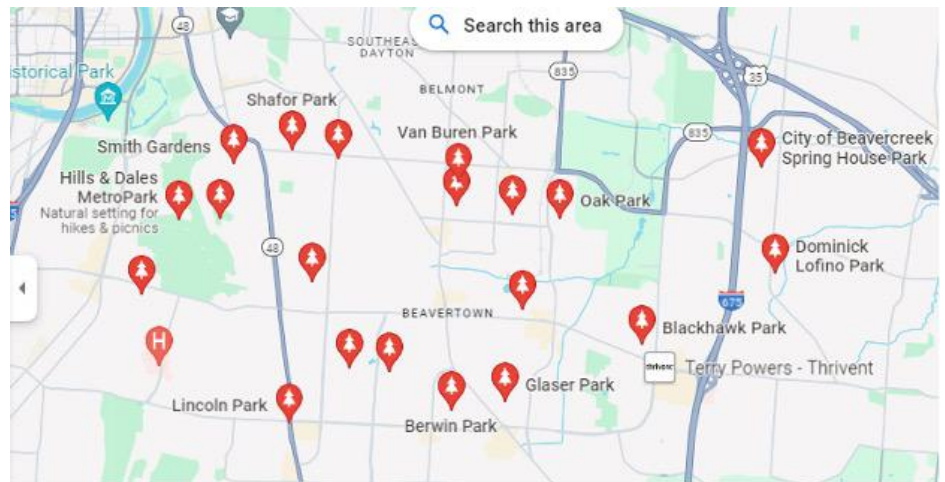 Search this area
48
SOUTHEAS
DAYTON
835
35
istorical Park
BELMONT
Shafor Park
Smith Gardens
Van Buren Park
835
City of Beavercreek
Spring House Park
Hills & Dales
MetroPark
Natural setting for
hikes & picnics
Oak Park
48
Dominick
Lofino Park
675
BEAVERTOWN
Blackhawk Park
H
thrivent
Terry Powers - Thrivent
Glaser Park
Lincoln Park
Berwin Park